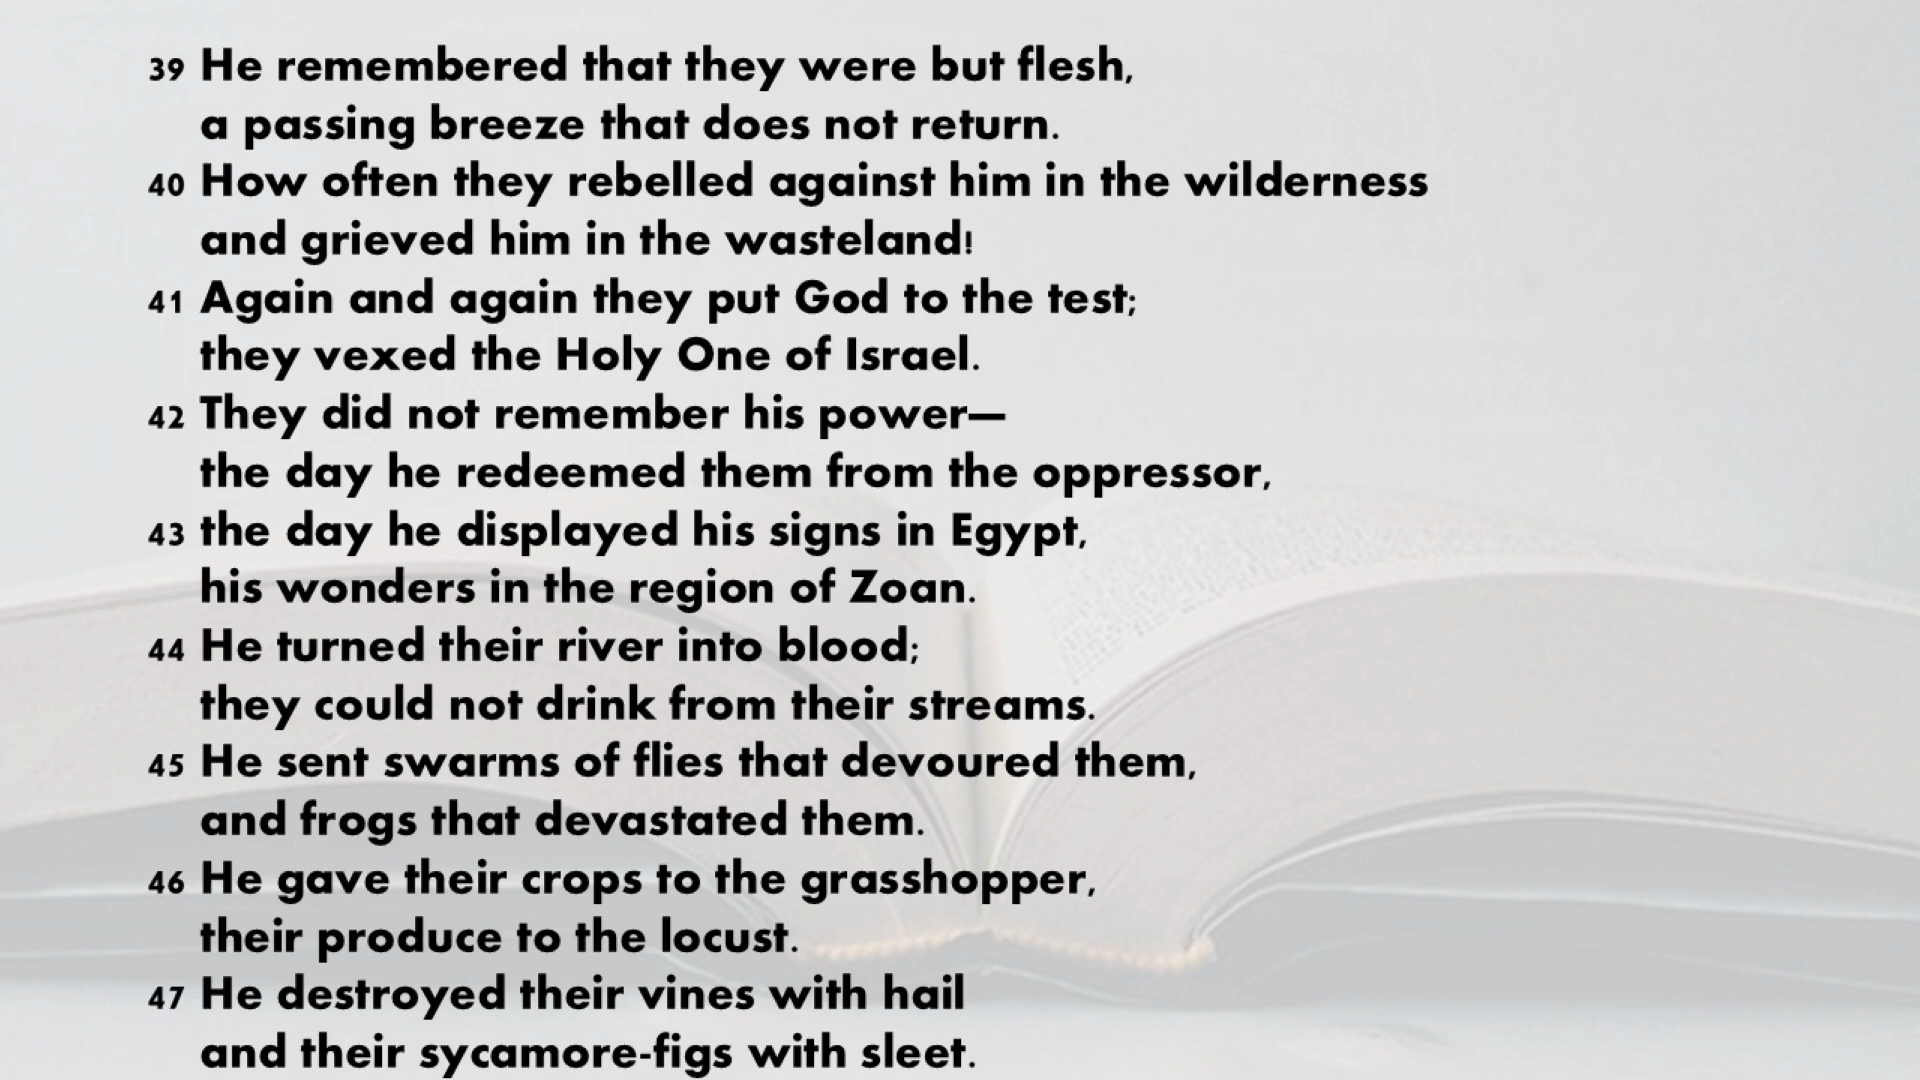 39 He remembered that they were but flesh,
a passing breeze that does not return.
40 How often they rebelled against him in the wilderness
and grieved him in the wasteland!
41 Again and again they put God to the test;
they vexed the Holy One of Israel.
42 They did not remember his power—
the day he redeemed them from the oppressor,
43 the day he displayed his signs in Egypt,
his wonders in the region of Zoan.
44 He turned their river into blood;
they could not drink from their streams.
45 He sent swarms of flies that devoured them,
and frogs that devastated them.
46 He gave their crops to the grasshopper,
their produce to the locust.
47 He destroyed their vines with hail
and their sycamore-figs with sleet.